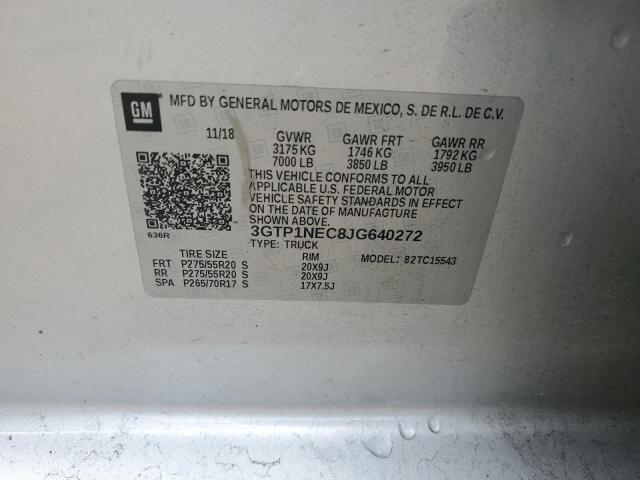 GM
MFD BY GENERAL MOTORS DE MEXICO, S. DE R.L. DE C.V.
11/18 GVWR GAWR FRT GAWR RR
3175 KG 1746 KG 1792 KG
7000 LB 3850 LB 3950 LB
THIS VEHICLE CONFORMS TO ALL
APPLICABLE U.S. FEDERAL MOTOR
VEHICLE SAFETY STANDARDS IN
EFFECT ON THE DATE OF MANUFACTURE
SHOWN ABOVE.
636R
3GTP1NEC8JG640272
TYPE: TRUCK
MODEL: 82TC15543
TIRE SIZE RIM
FRT P275/55R20 S 20X9J
RR P275/55R20 S 20X9J
SPA P265/70R17 S 17X7.5J